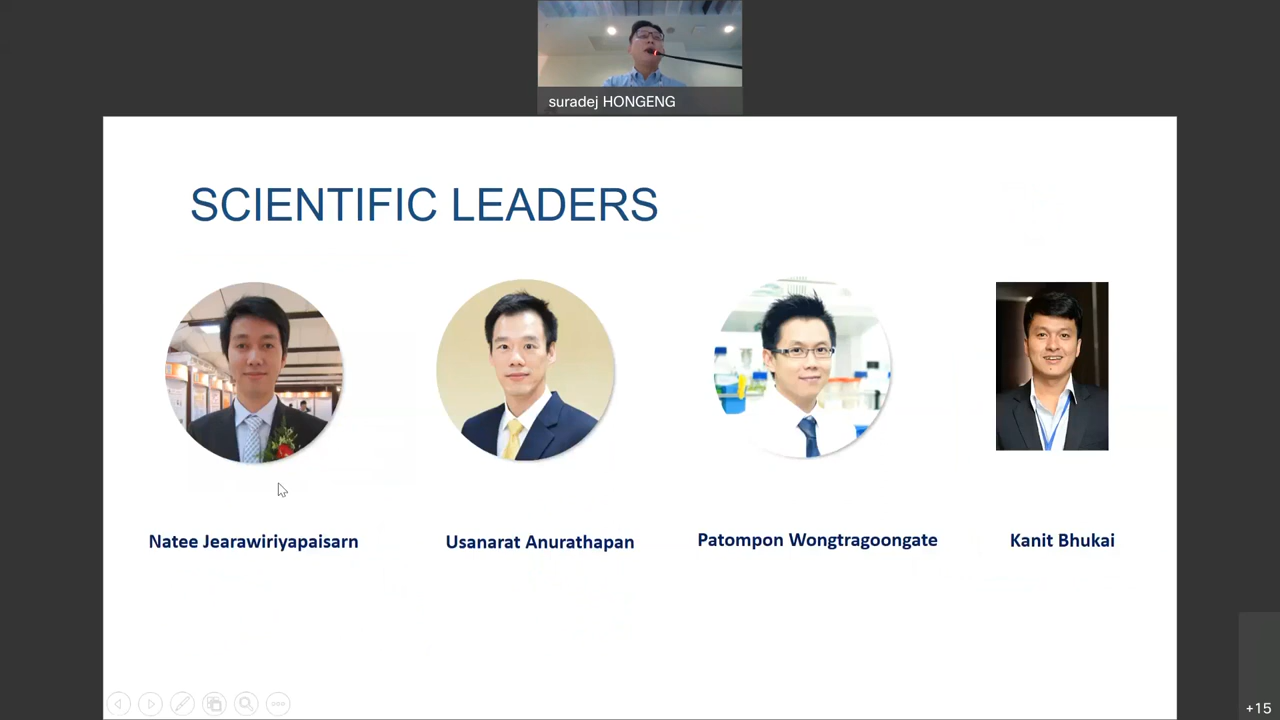 suradej HONGENG
SCIENTIFIC LEADERS
Natee Jearawiriyapaisarn
Usanarat Anurathapan
Patompon Wongtragoongate
Kanit Bhukai
+15